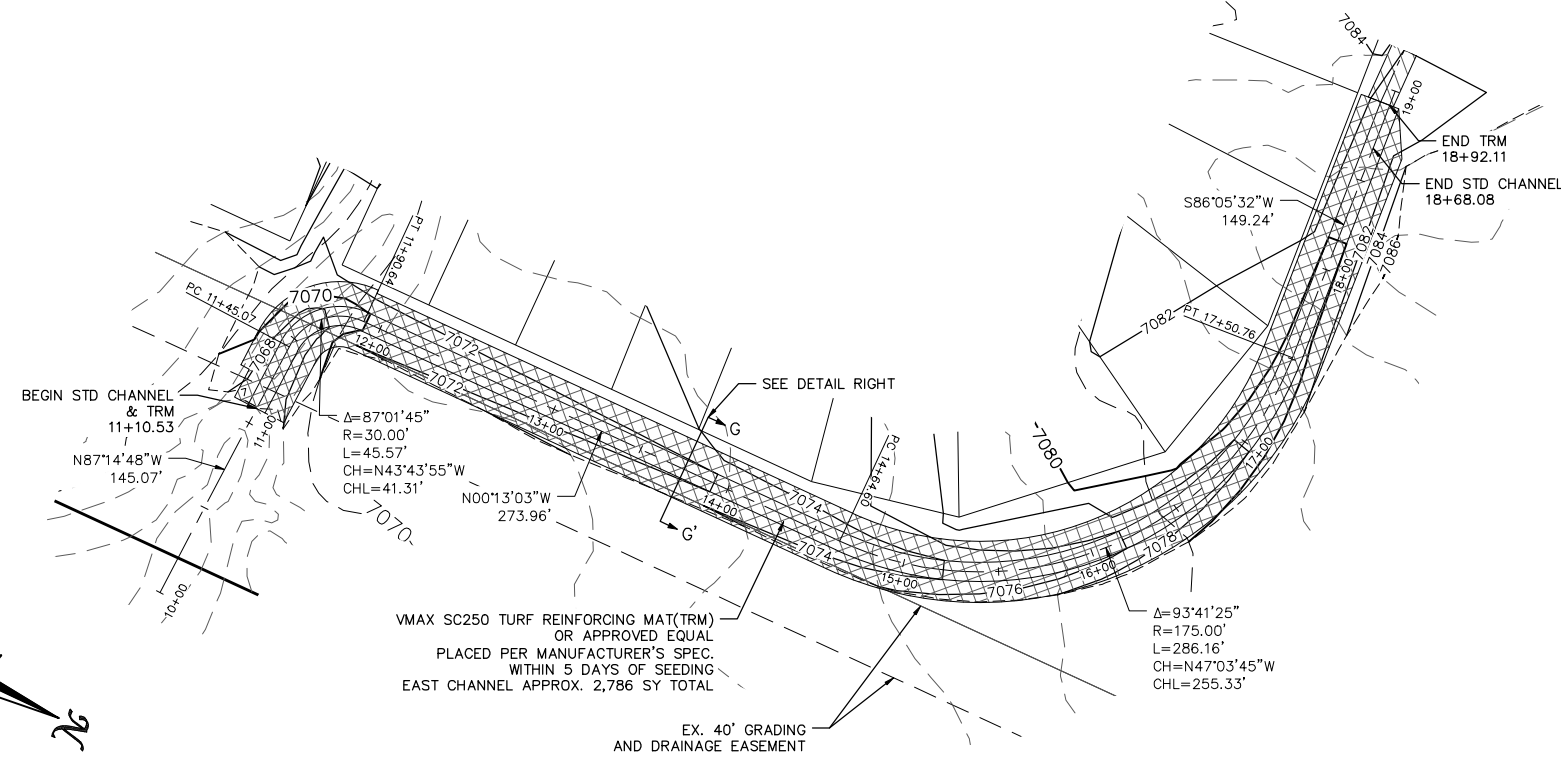 7084
19+00
END TRM
18+92.11
END STD CHANNEL
18+68.08
S86°05'32"W
149.24'
7082
7084
7086
18+00
7082
PT 17+50.76
PT 11+90.64
PC 11+45.07
7070
7068
12+00
7072
7072
BEGIN STD CHANNEL
& TRM
11+10.53
11+00
N87°14'48"W
145.07'
Δ=87°01'45"
R=30.00'
L=45.57'
CH=N43°43'55"W
CHL=41.31'
7070
13+00
N00°13'03"W
273.96'
SEE DETAIL RIGHT
G
G'
14+00
7074
7074
PC 14+64.60
15+00
7076
16+00
7078
7080
17+00
10+00
VMAX SC250 TURF REINFORCING MAT(TRM)
OR APPROVED EQUAL
PLACED PER MANUFACTURER'S SPEC.
WITHIN 5 DAYS OF SEEDING
EAST CHANNEL APPROX. 2,786 SY TOTAL
Δ=93°41'25"
R=175.00'
L=286.16'
CH=N47°03'45"W
CHL=255.33'
EX. 40' GRADING
AND DRAINAGE EASEMENT
N